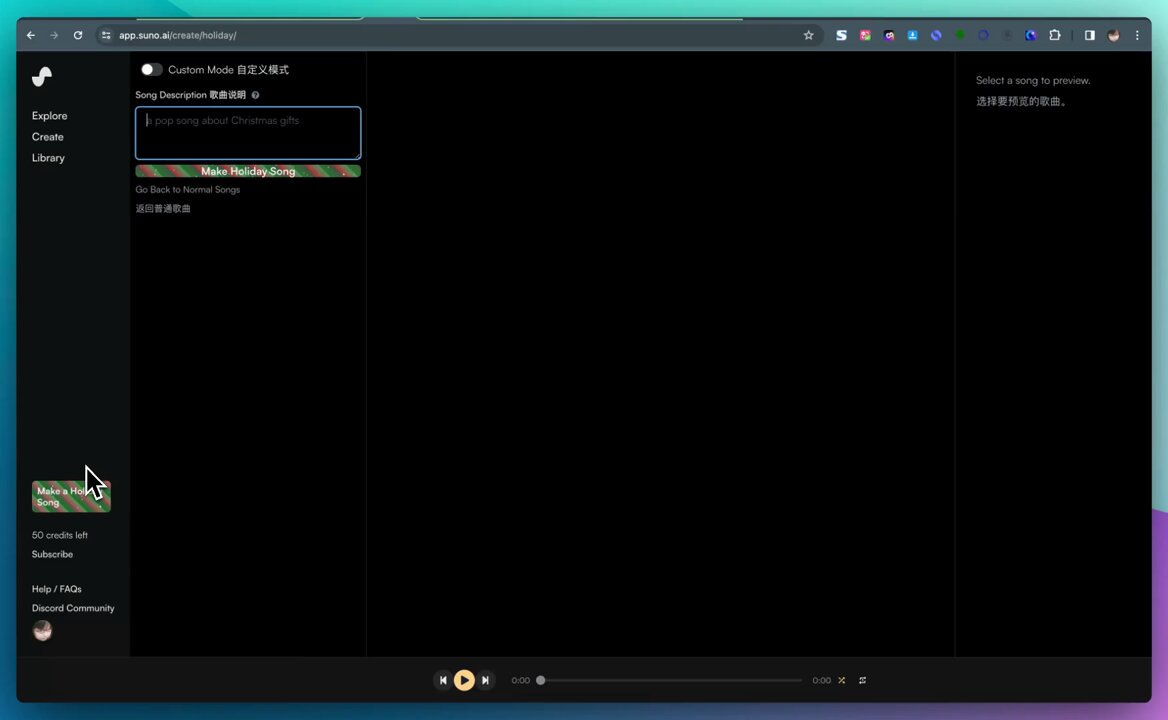 app.suno.ai/create/holiday/
Explore
Create
Library
Make a
Song
50 credits left
Subscribe
Help / FAQs
Discord Community
Custom Mode 自定义模式
Song Description 歌曲说明
a pop song about Christmas gifts
Make Holiday Song
Go Back to Normal Songs
返回普通歌曲
Select a song to preview.
选择要预览的歌曲。
0:00
0:00